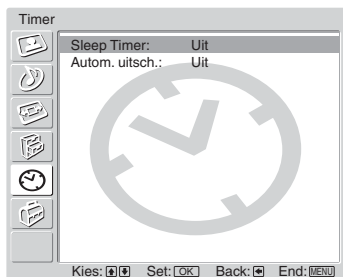 Timer
Sleep Timer: Uit
Autom. uitsch.: Uit
Kies: Set: OK Back: End: MENU